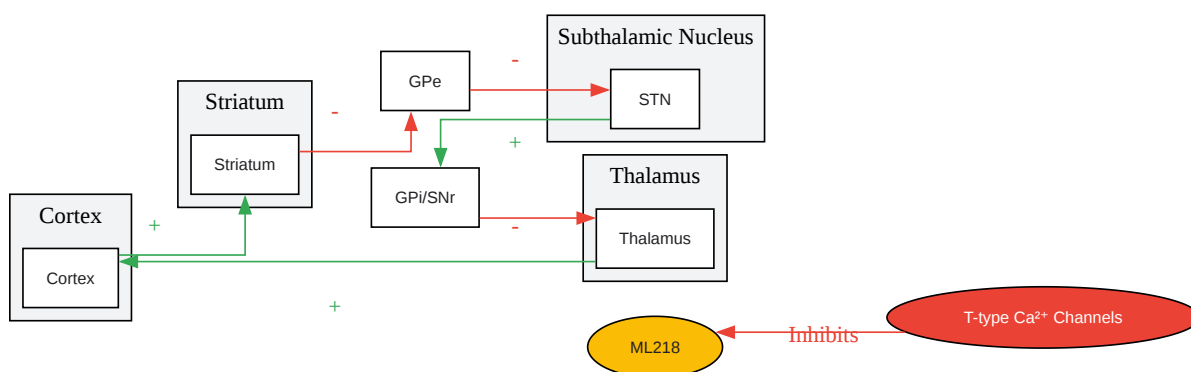 Subthalamic Nucleus
-
GPe
STN
Striatum
-
+
Striatum
Thalamus
GPi/SNr
Cortex
+
-
Thalamus
Cortex
+
T-type Ca²⁺ Channels
Inhibits
ML218